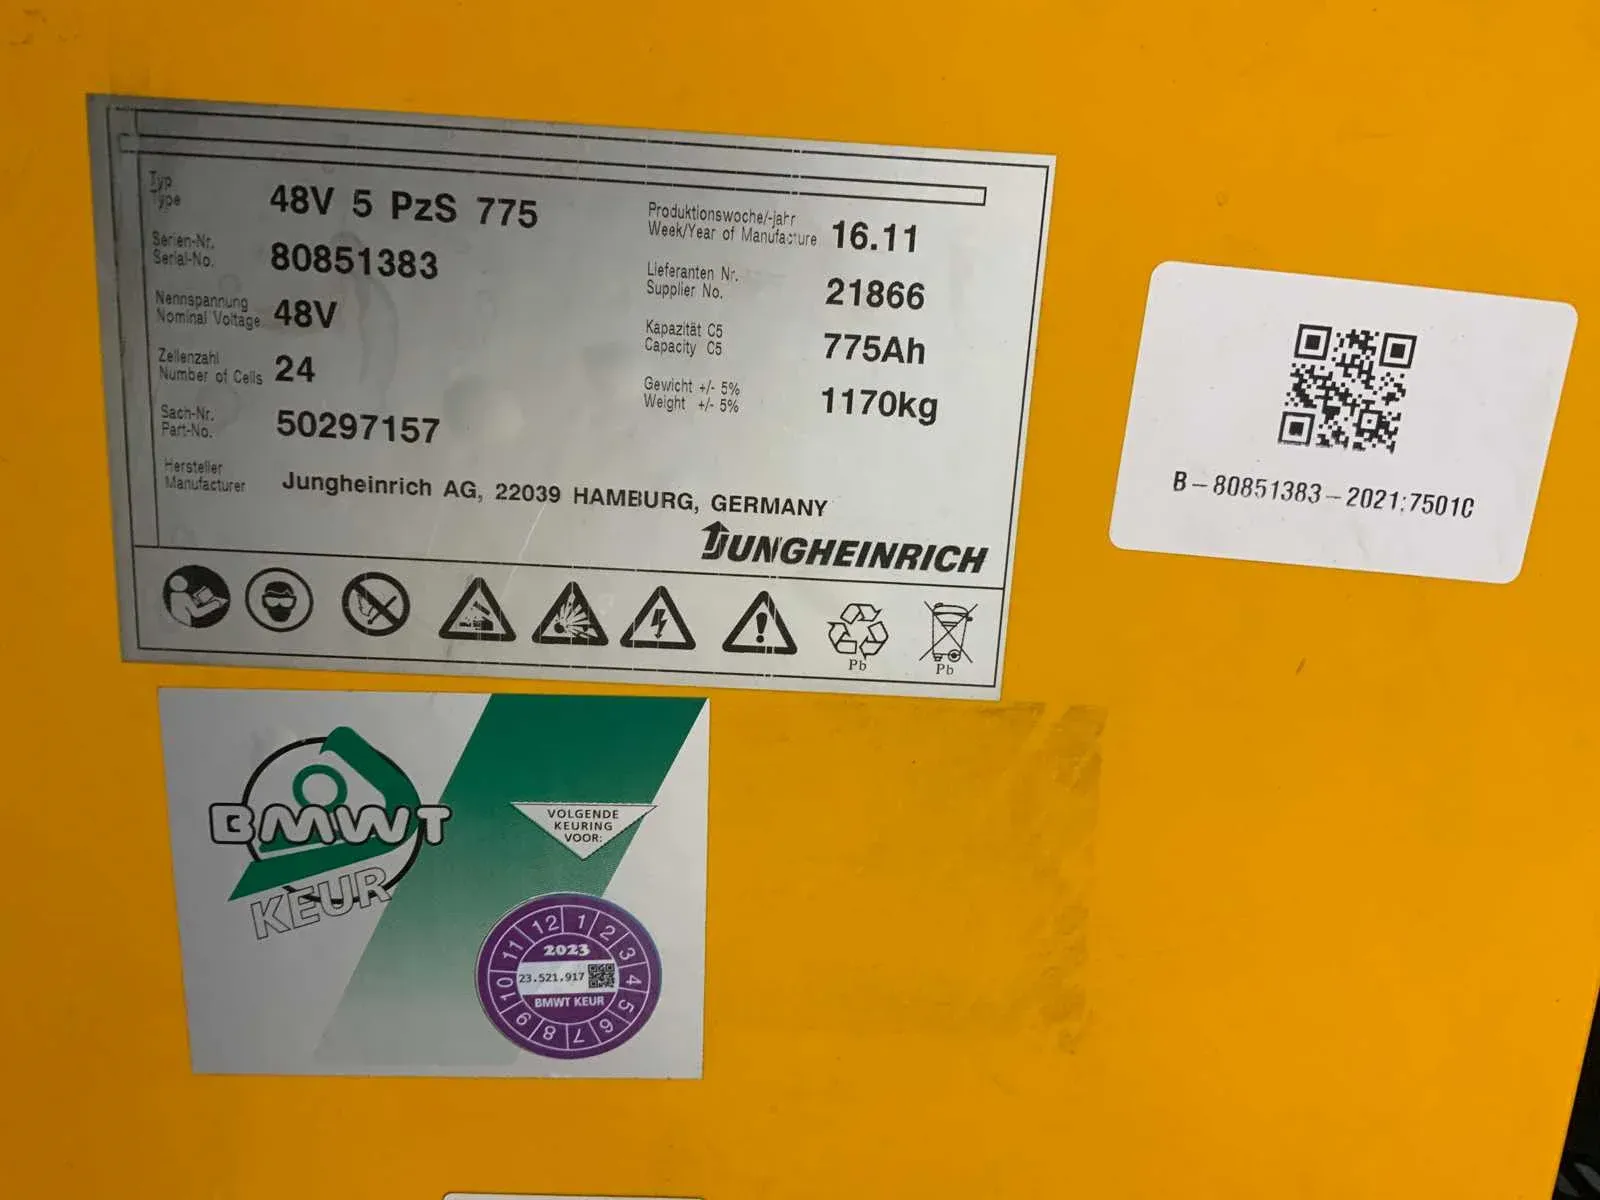 Typ
Type
48V 5 PzS 775
Serien-Nr.
Serial-No.
80851383
Nennspannung
Nominal Voltage
48V
Zellenzahl
Number of Cells
24
Sach-Nr.
Part-No.
50297157
Hersteller
Manufacturer
Jungheinrich AG, 22039 HAMBURG, GERMANY
Produktionswoche/-jahr
Week/Year of Manufacture
16.11
Lieferanten Nr.
Supplier No.
21866
Kapazität C5
Capacity C5
775Ah
Gewicht +/- 5%
Weight +/- 5%
1170kg
JUNGHEINRICH
Pb
Pb
B-80851383-2021:75010
BMWT
KEUR
VOLGENDE
KEURING
VOOR:
12 1 2 3 4 5 6 7 8 9 10 11
2023
23.521.917
BMWT KEUR